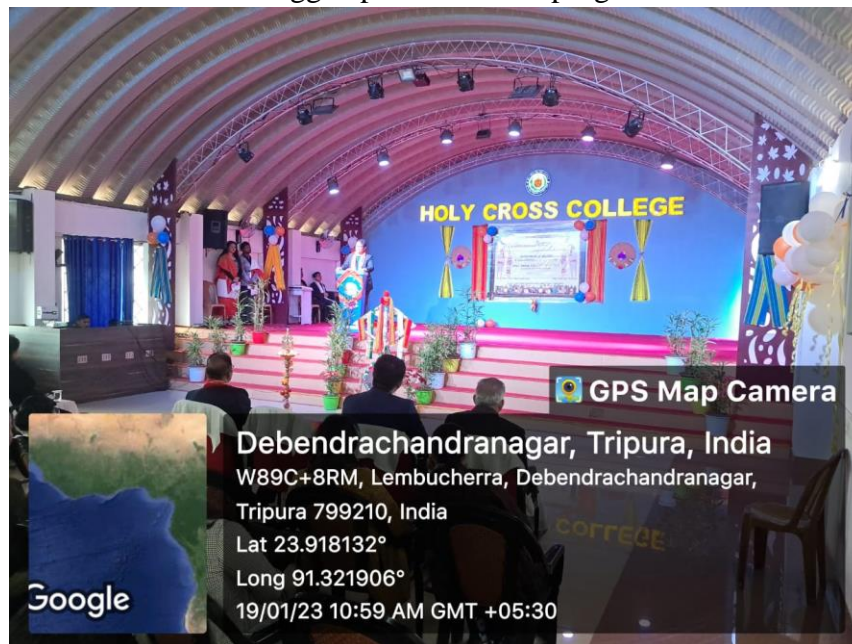 HOLY CROSS COLLEGE
GPS Map Camera
Debendrachandranagar, Tripura, India
W89C+8RM, Lembucherra, Debendrachandranagar,
Tripura 799210, India
Lat 23.918132°
Long 91.321906°
19/01/23 10:59 AM GMT +05:30
Google